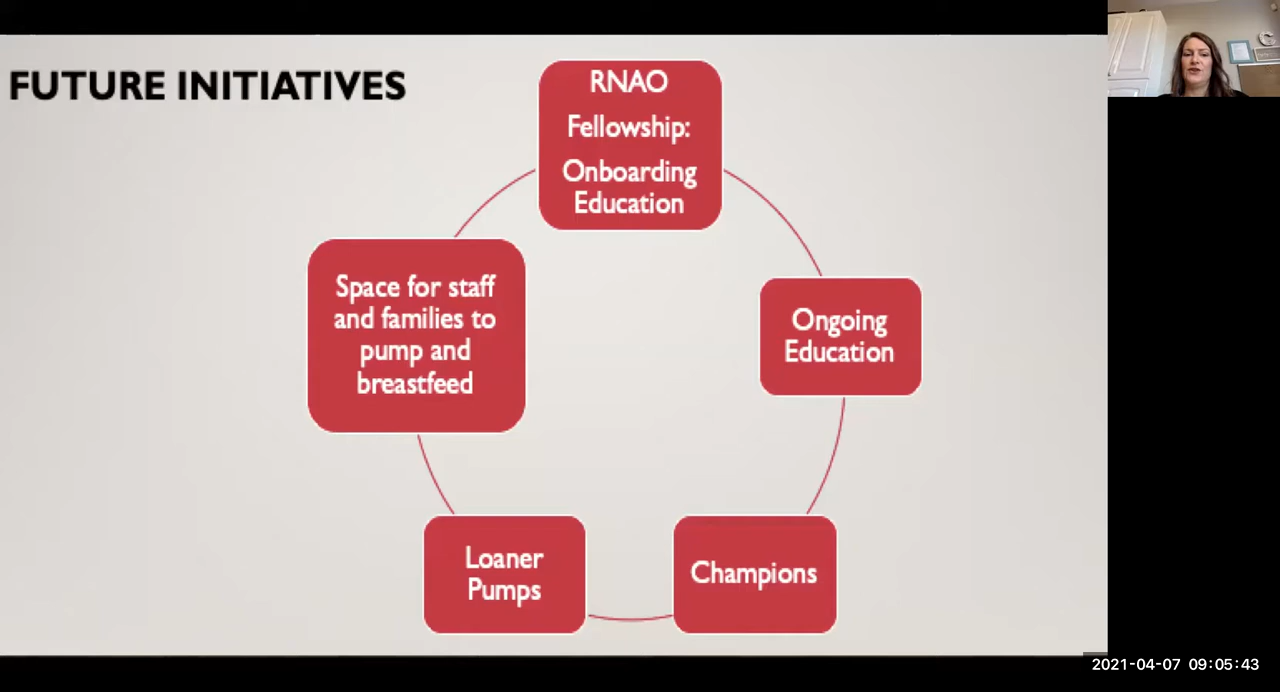 FUTURE INITIATIVES
RNAO
Fellowship:
Onboarding
Education
Ongoing
Education
Champions
Loaner
Pumps
Space for staff
and families to
pump and
breastfeed
2021-04-07 09:05:43